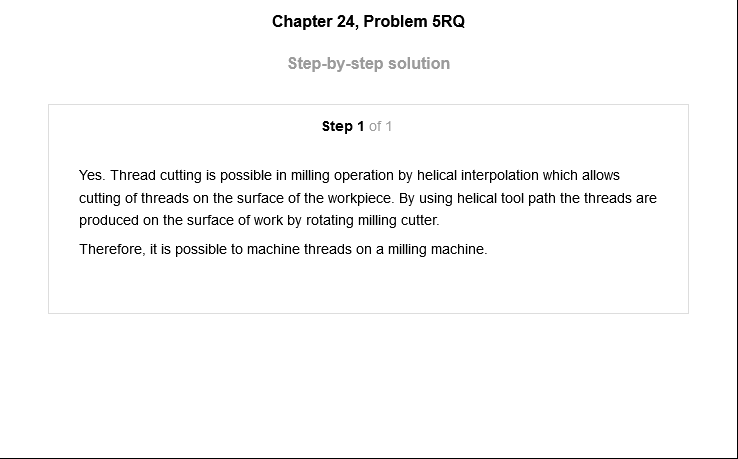 Chapter 24, Problem 5RQ
Step-by-step solution
Step 1 of 1
Yes. Thread cutting is possible in milling operation by helical interpolation which allows
cutting of threads on the surface of the workpiece. By using helical tool path the threads are
produced on the surface of work by rotating milling cutter.
Therefore, it is possible to machine threads on a milling machine.